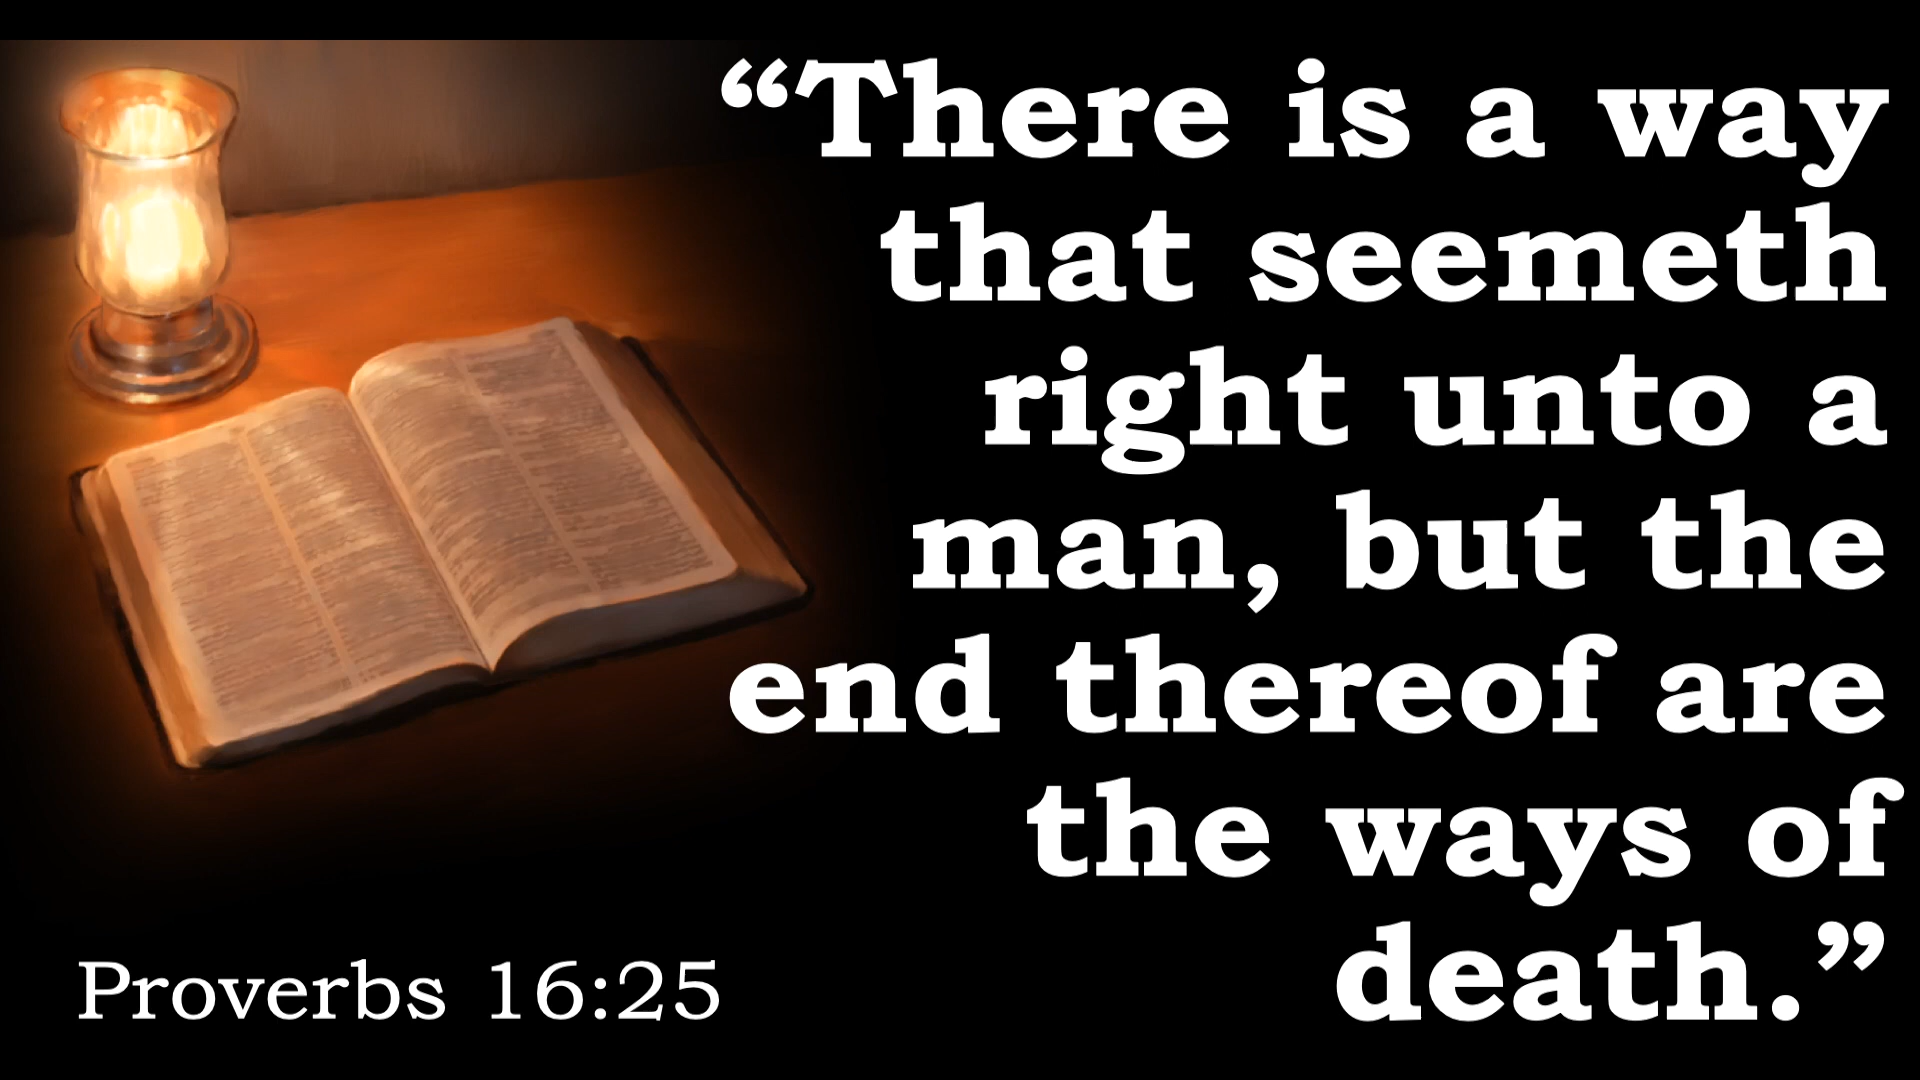 “There is a way
that seemeth
right unto a
man, but the
end thereof are
the ways of
death.”
Proverbs 16:25